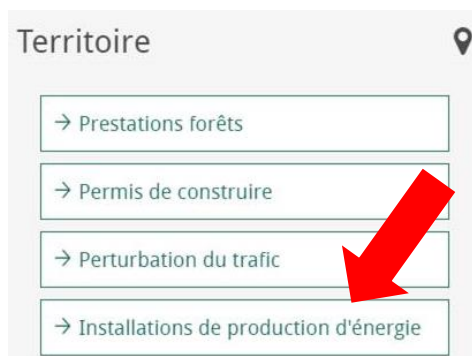 Territoire
→ Prestations forêts
→ Permis de construire
→ Perturbation du trafic
→ Installations de production d'énergie